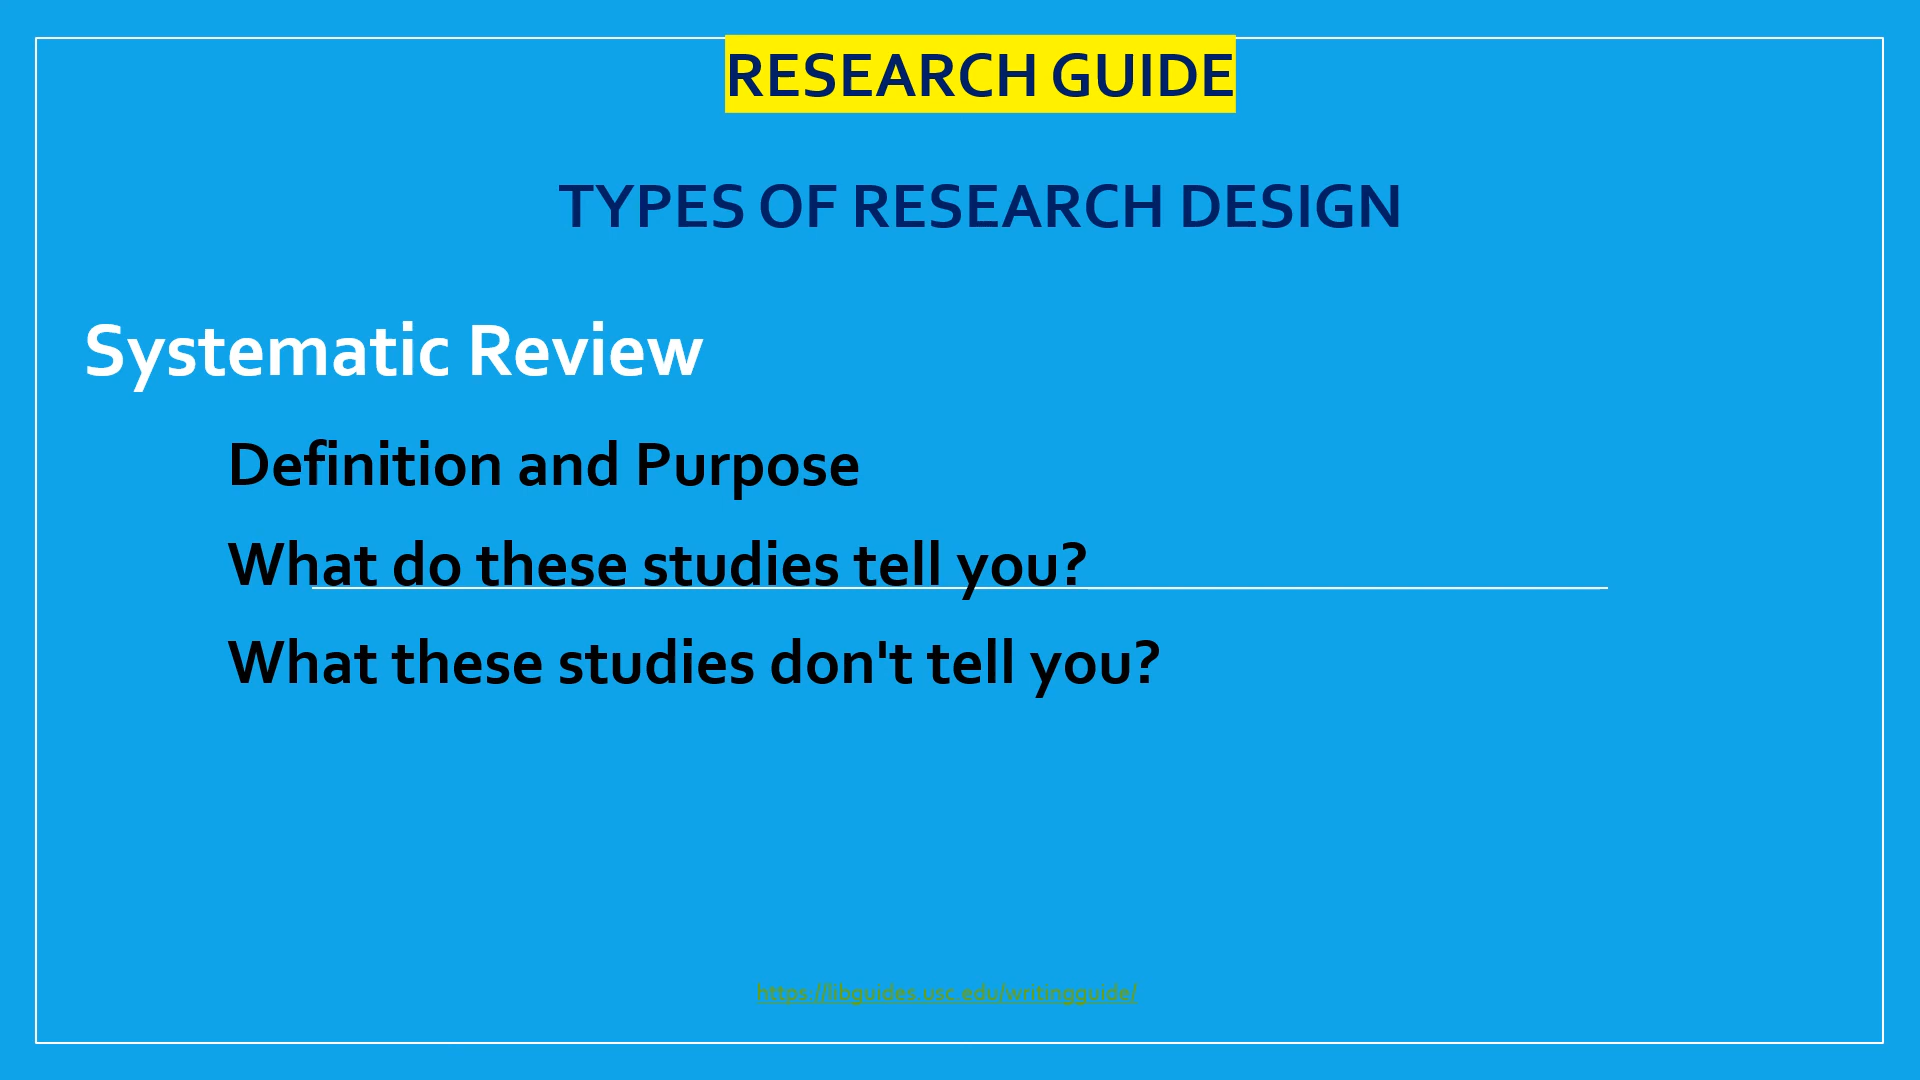 RESEARCH GUIDE
TYPES OF RESEARCH DESIGN
Systematic Review
Definition and Purpose
What do these studies tell you?
What these studies don't tell you?
https://libguides.usc.edu/writingguide/